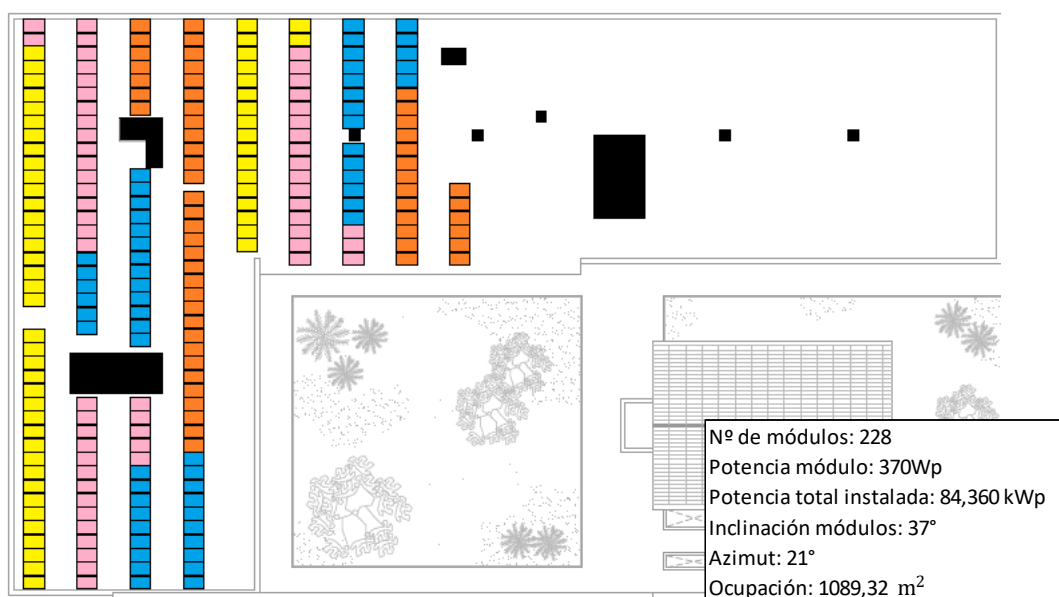 Nº de módulos: 228
Potencia módulo: 370Wp
Potencia total instalada: 84,360 kWp
Inclinación módulos: 37°
Azimut: 21°
Ocupación: 1089,32 m²